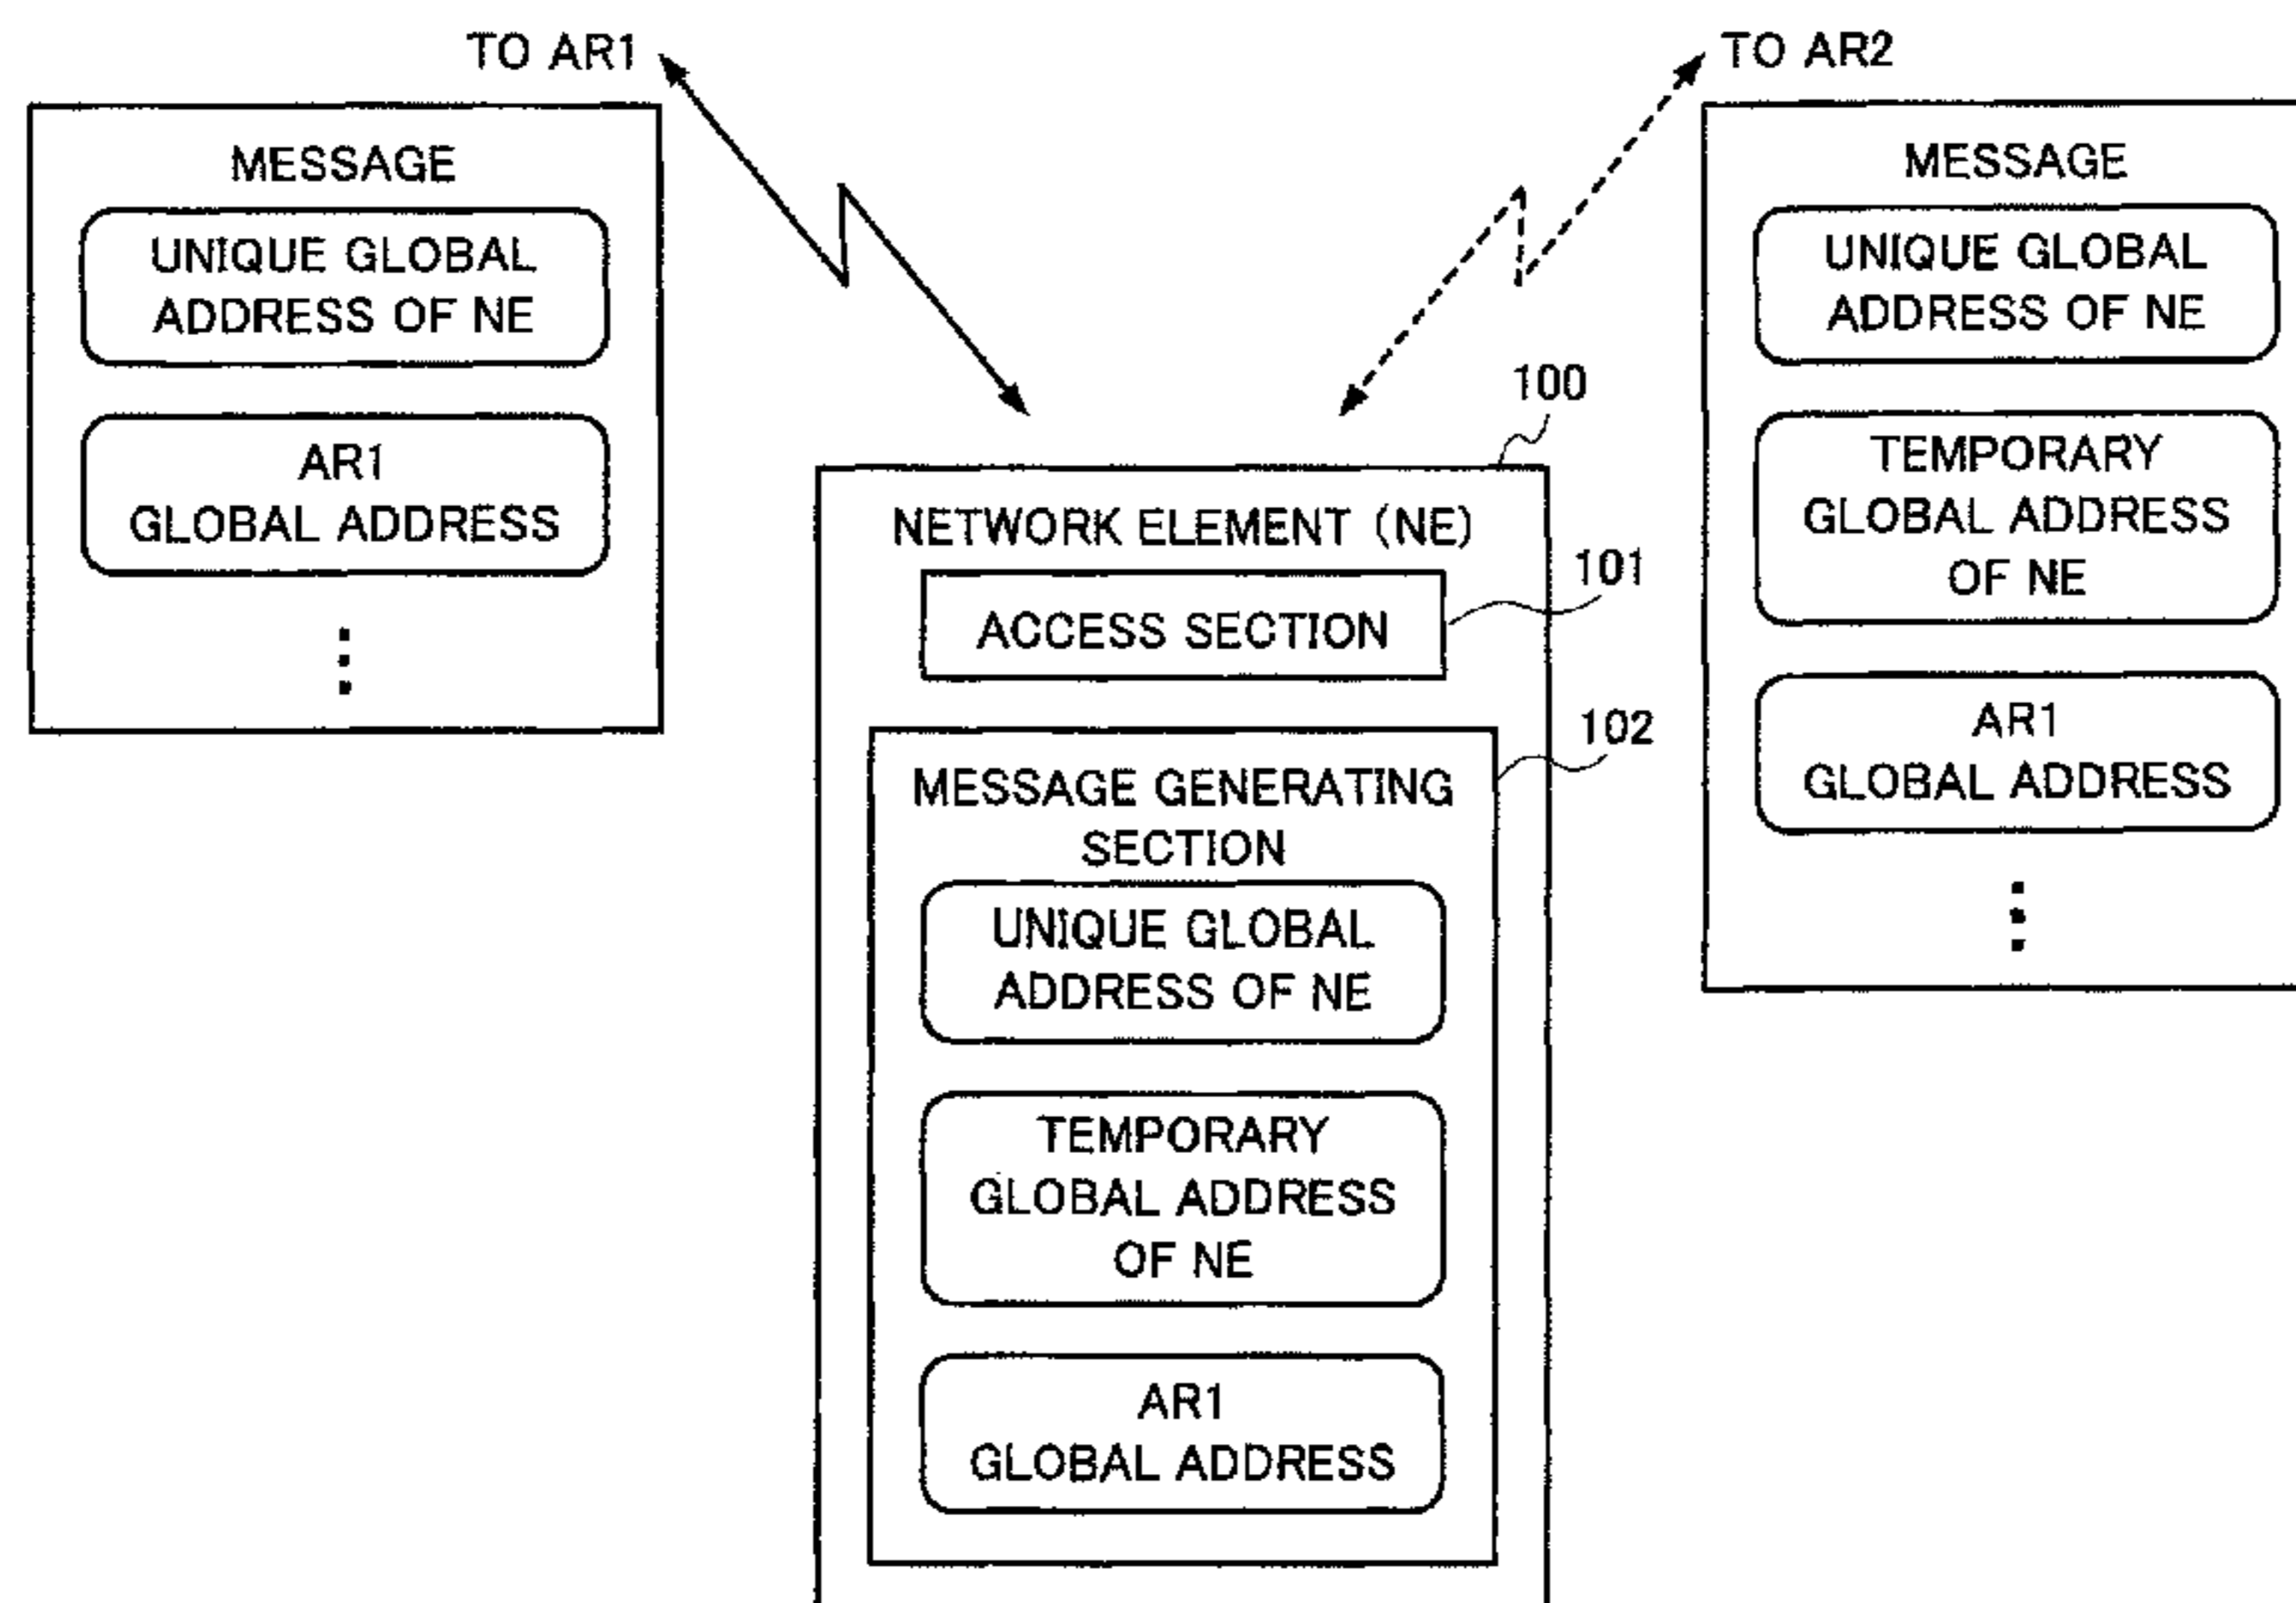 TO AR1
MESSAGE
UNIQUE GLOBAL
ADDRESS OF NE
AR1
GLOBAL ADDRESS
TO AR2
MESSAGE
UNIQUE GLOBAL
ADDRESS OF NE
TEMPORARY
GLOBAL ADDRESS
OF NE
AR1
GLOBAL ADDRESS
100
NETWORK ELEMENT (NE)
101
ACCESS SECTION
102
MESSAGE GENERATING
SECTION
UNIQUE GLOBAL
ADDRESS OF NE
TEMPORARY
GLOBAL ADDRESS
OF NE
AR1
GLOBAL ADDRESS